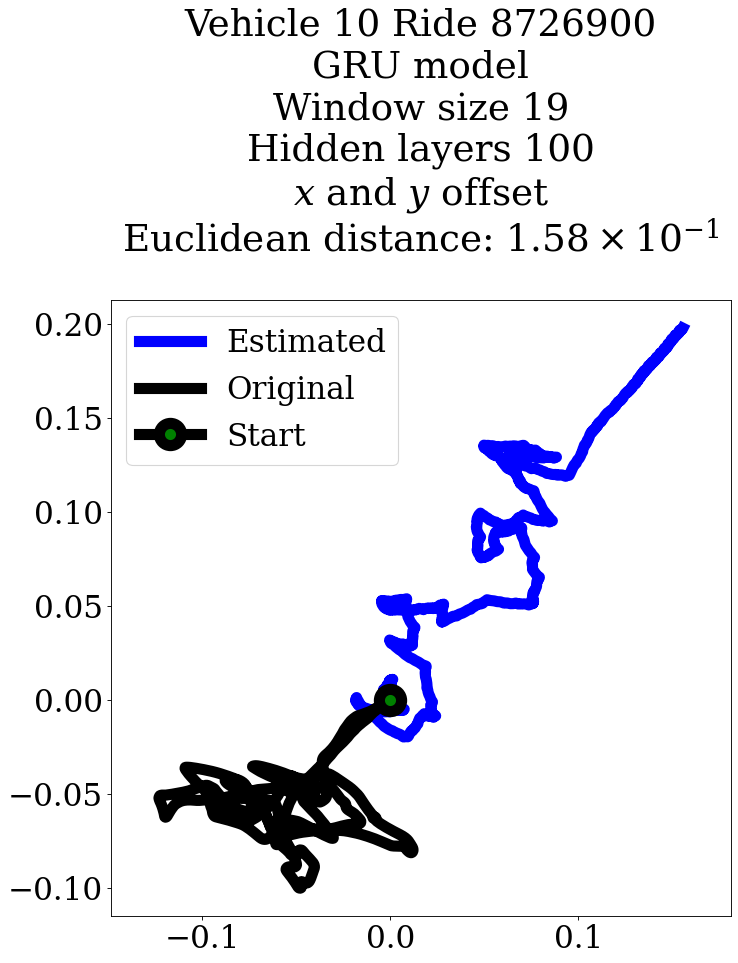 Vehicle 10 Ride 8726900
GRU model
Window size 19
Hidden layers 100
x and y offset
Euclidean distance: 1.58 × 10⁻¹
Estimated
Original
Start
0.20
0.15
0.10
0.05
0.00
−0.05
−0.10
−0.1 0.0 0.1